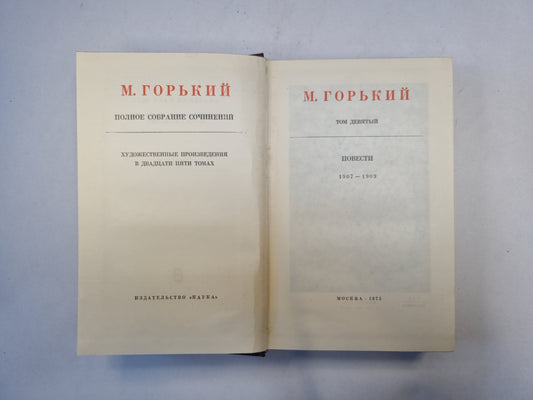 М. ГОРЬКИЙ
ПОЛНОЕ СОБРАНИЕ СОЧИНЕНИЙ
ХУДОЖЕСТВЕННЫЕ ПРОИЗВЕДЕНИЯ
В ДВАДЦАТИ ПЯТИ ТОМАХ
ИЗДАТЕЛЬСТВО «НАУКА»
М. ГОРЬКИЙ
ТОМ ДЕВЯТЫЙ
ПОВЕСТИ
1907 — 1909
МОСКВА · 1971